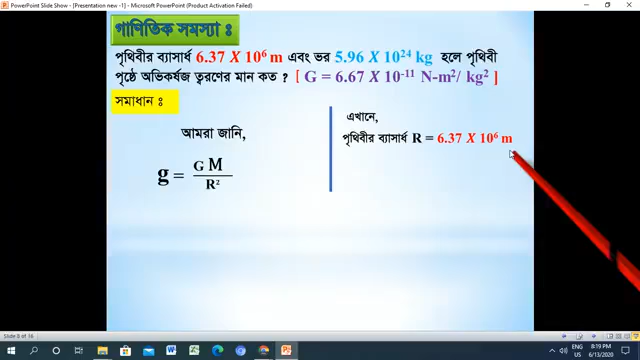 PowerPoint Slide Show - [Presentation new -1] - Microsoft PowerPoint (Product Activation Failed)
গাণিতিক সমস্যা ঃ
পৃথিবীর ব্যাসার্ধ 6.37 X 10⁶ m এবং ভর 5.96 X 10²⁴ kg হলে পৃথিবী
পৃষ্ঠে অভিকর্ষজ ত্বরণের মান কত ? [ G = 6.67 X 10⁻¹¹ N-m²/ kg² ]
সমাধান ঃ
আমরা জানি,
g = G M / R²
এখানে,
পৃথিবীর ব্যাসার্ধ R = 6.37 X 10⁶ m
Slide 8 of 16
ENG
US
8:19 PM
6/13/2020